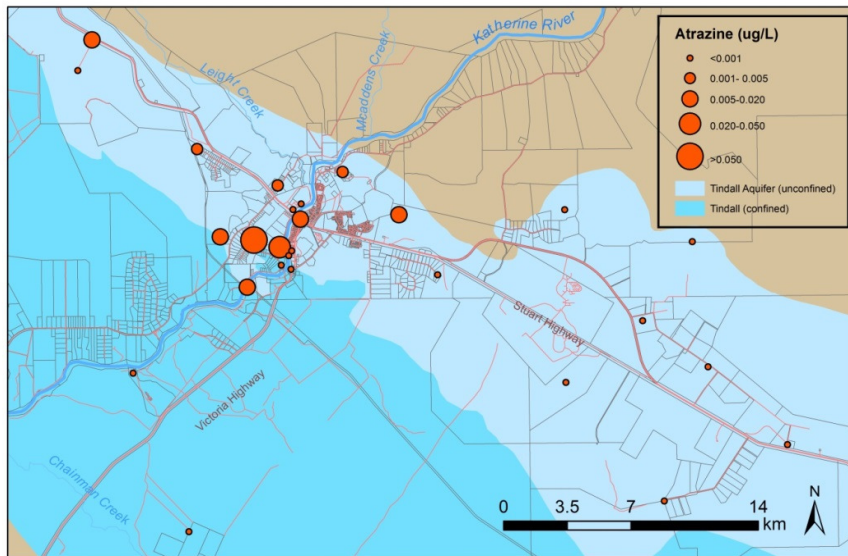 Katherine River
Leight Creek
Mcaddens Creek
Atrazine (ug/L)
<0.001
0.001- 0.005
0.005-0.020
0.020-0.050
>0.050
Tindall Aquifer (unconfined)
Tindall (confined)
Stuart Highway
Victoria Highway
Chainman Creek
0 3.5 7 14
km
N